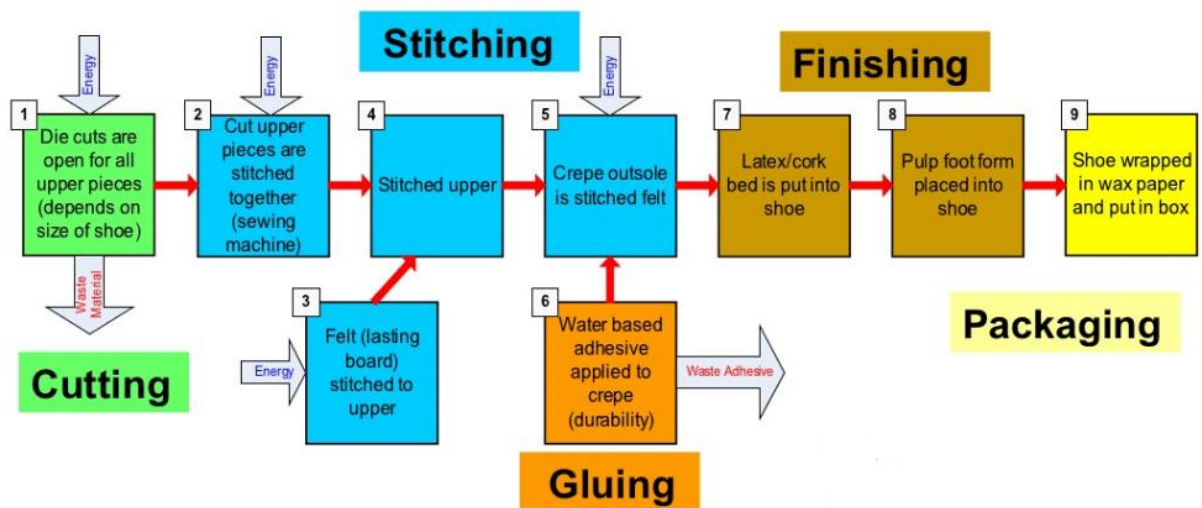 Stitching
Finishing
Energy
Energy
Energy
1
Die cuts are
open for all
upper pieces
(depends on
size of shoe)
2
Cut upper
pieces are
stitched
together
(sewing
machine)
4
Stitched upper
5
Crepe outsole
is stitched felt
7
Latex/cork
bed is put into
shoe
8
Pulp foot form
placed into
shoe
9
Shoe wrapped
in wax paper
and put in box
Waste
Material
Cutting
Energy
3
Felt (lasting
board)
stitched to
upper
6
Water based
adhesive
applied to
crepe
(durability)
Waste Adhesive
Packaging
Gluing